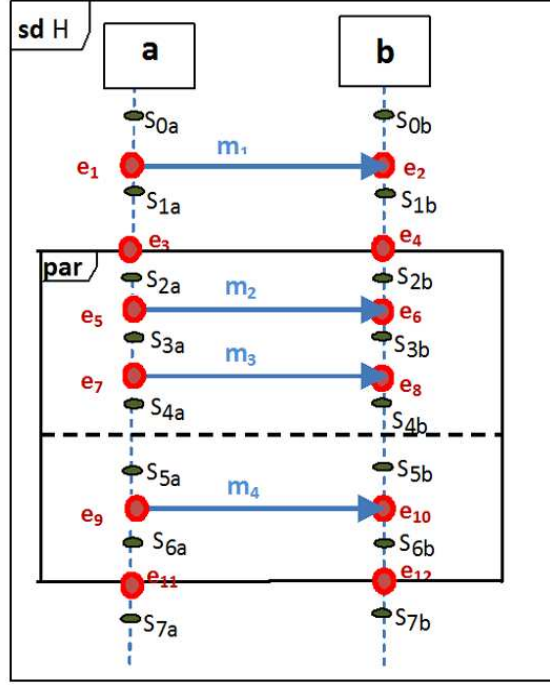 sd H
a b
S₀ₐ S₀b
m₁
e₁ e₂
S₁ₐ S₁b
e₃ e₄
par
S₂ₐ S₂b
m₂
e₅ e₆
S₃ₐ S₃b
m₃
e₇ e₈
S₄ₐ S₄b
S₅ₐ S₅b
m₄
e₉ e₁₀
S₆ₐ S₆b
e₁₁ e₁₂
S₇ₐ S₇b